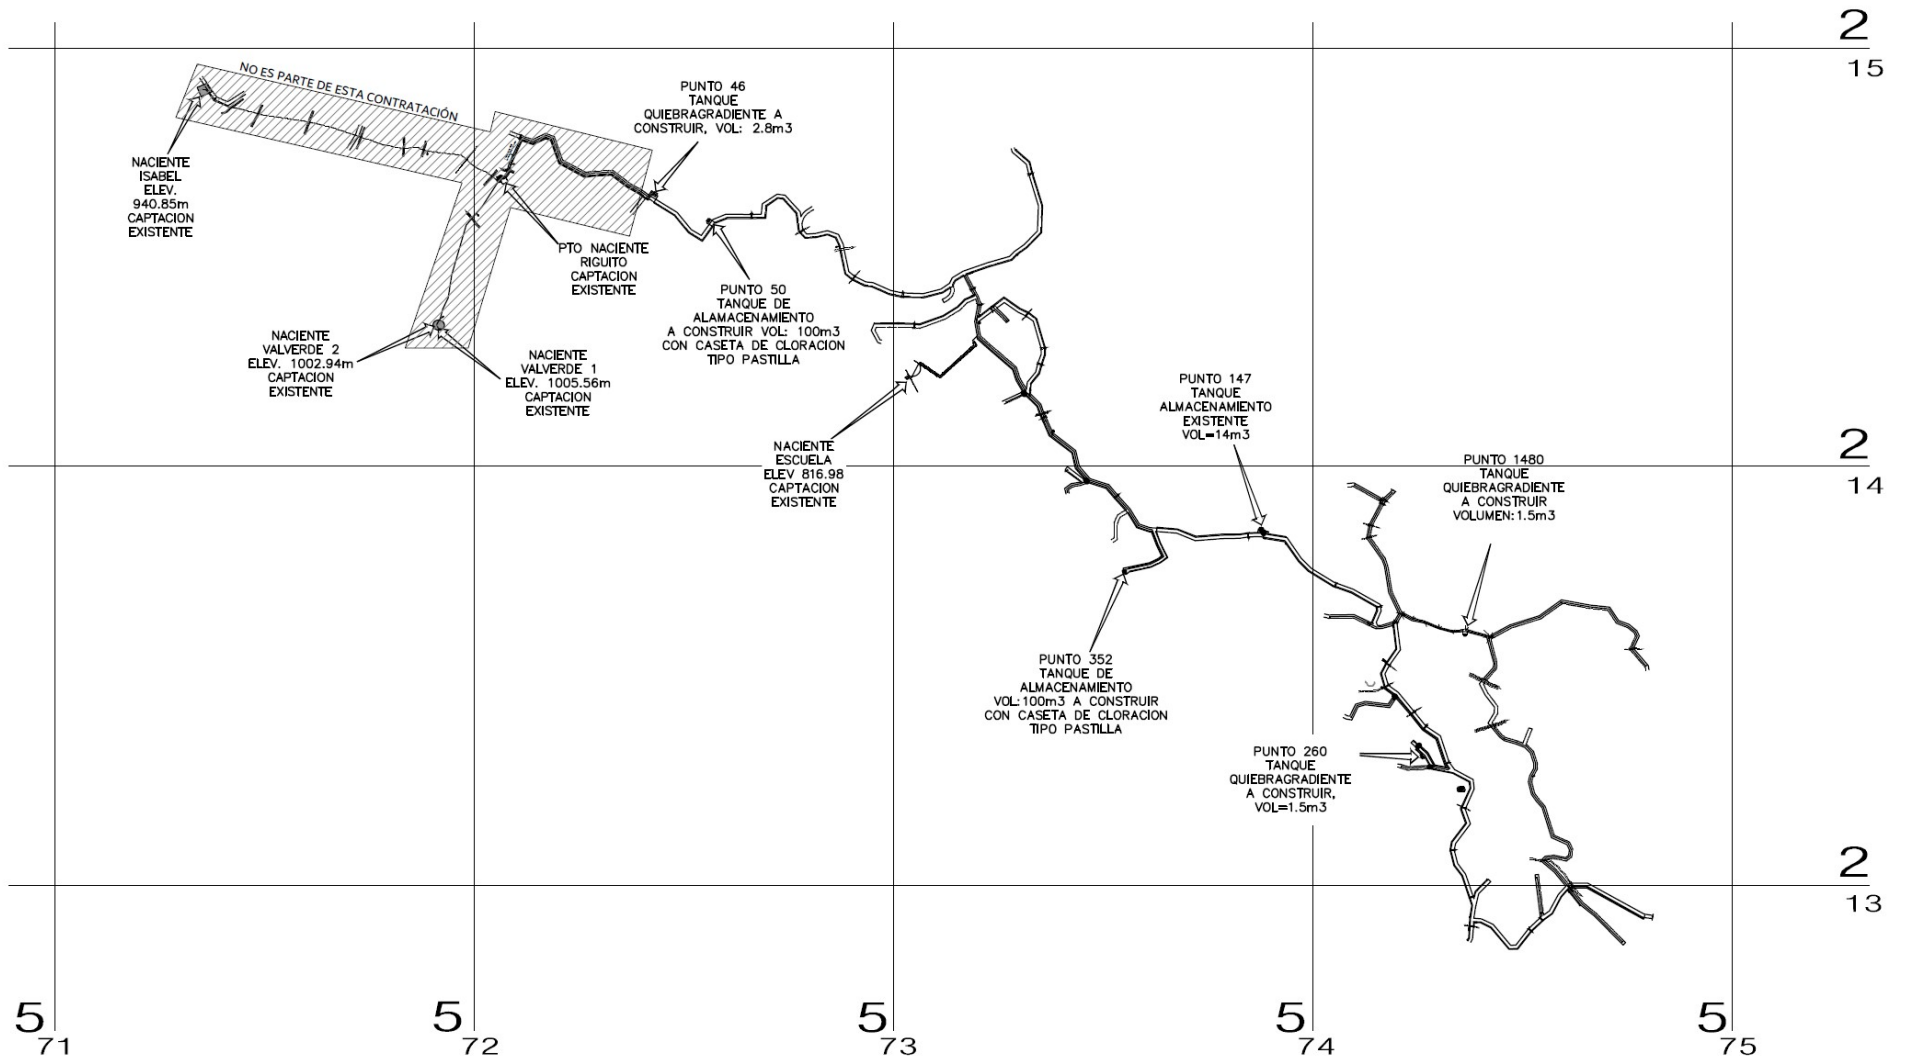 2
15
NO ES PARTE DE ESTA CONTRATACIÓN
PUNTO 46
TANQUE
QUIEBRAGRADIENTE A
CONSTRUIR, VOL: 2.8m3
NACIENTE
ISABEL
ELEV.
940.85m
CAPTACION
EXISTENTE
PTO NACIENTE
RIGUITO
CAPTACION
EXISTENTE
PUNTO 50
TANQUE DE
ALAMACENAMIENTO
A CONSTRUIR VOL: 100m3
CON CASETA DE CLORACION
TIPO PASTILLA
NACIENTE
VALVERDE 2
ELEV. 1002.94m
CAPTACION
EXISTENTE
NACIENTE
VALVERDE 1
ELEV. 1005.56m
CAPTACION
EXISTENTE
PUNTO 147
TANQUE
ALMACENAMIENTO
EXISTENTE
VOL=14m3
NACIENTE
ESCUELA
ELEV 816.98
CAPTACION
EXISTENTE
2
14
PUNTO 1480
TANQUE
QUIEBRAGRADIENTE
A CONSTRUIR
VOLUMEN:1.5m3
PUNTO 352
TANQUE DE
ALMACENAMIENTO
VOL:100m3 A CONSTRUIR
CON CASETA DE CLORACION
TIPO PASTILLA
PUNTO 260
TANQUE
QUIEBRAGRADIENTE
A CONSTRUIR,
VOL=1.5m3
2
13
5
71
5
72
5
73
5
74
5
75